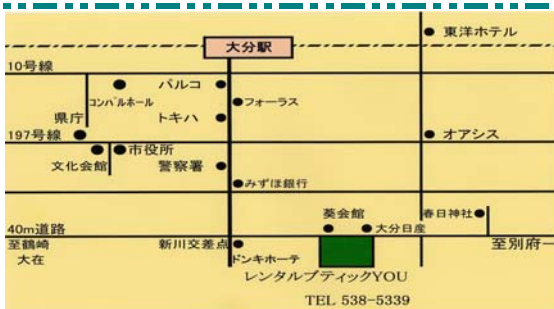 東洋ホテル
大分駅
10号線
パルコ
コンパルホール
フォーラス
県庁
トキハ
197号線
オアシス
市役所
文化会館
警察署
みずほ銀行
葵会館
春日神社
大分日産
40m道路
至鶴崎
大在
新川交差点
ドンキホーテ
至別府
レンタルブティックYOU
TEL 538-5339